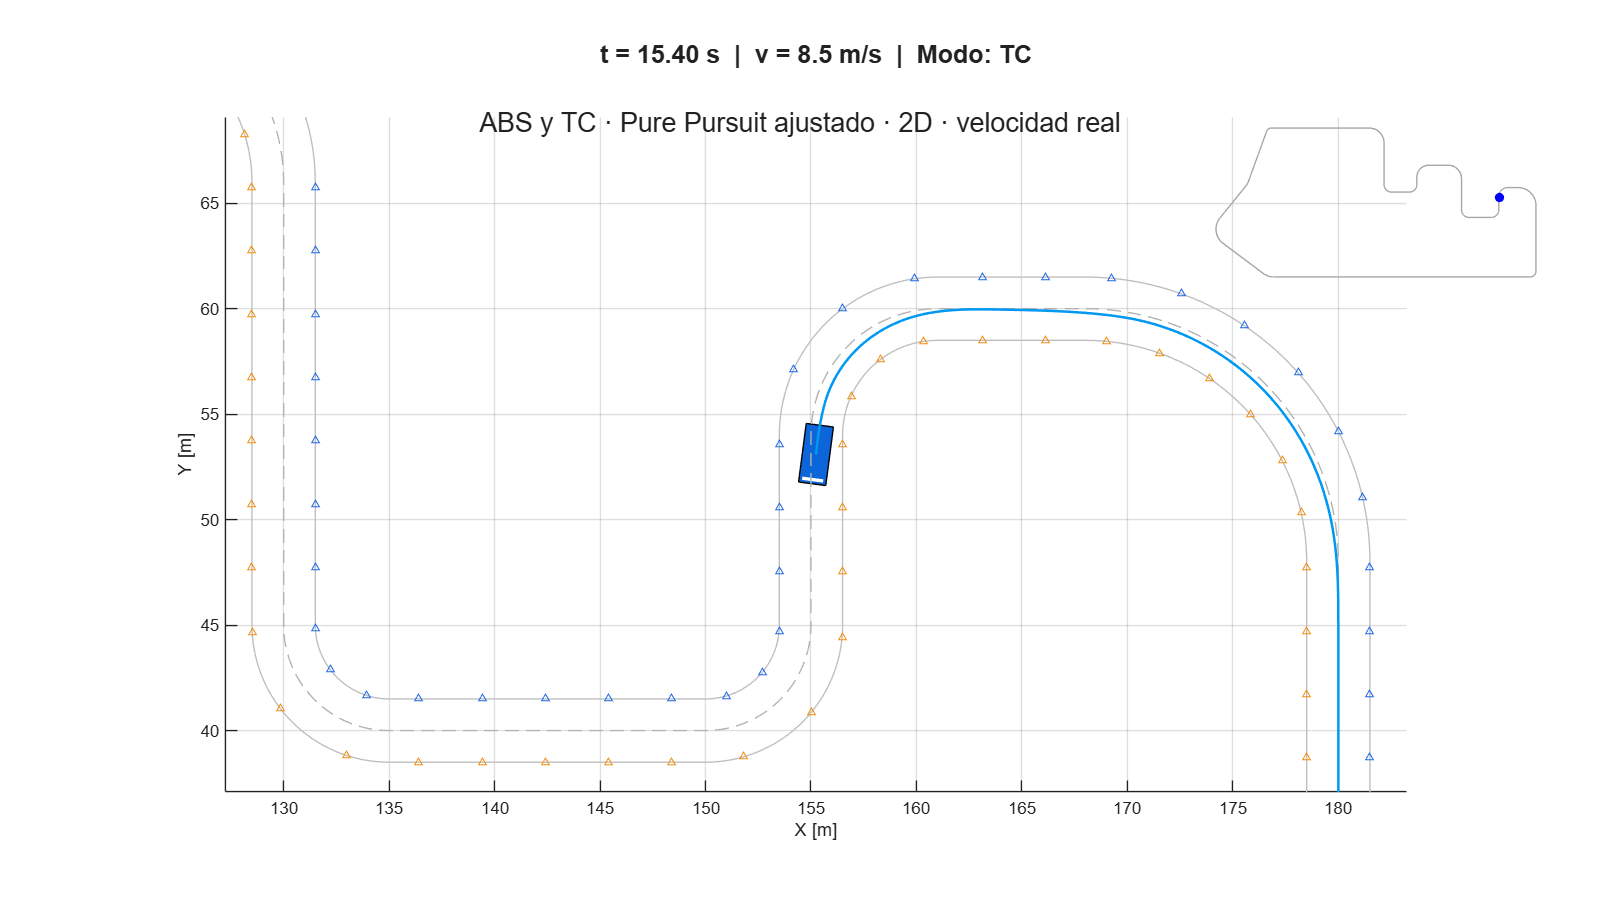 t = 15.40 s | v = 8.5 m/s | Modo: TC
ABS y TC · Pure Pursuit ajustado · 2D · velocidad real
65
60
55
50
45
40
Y [m]
130 135 140 145 150 155 160 165 170 175 180
X [m]